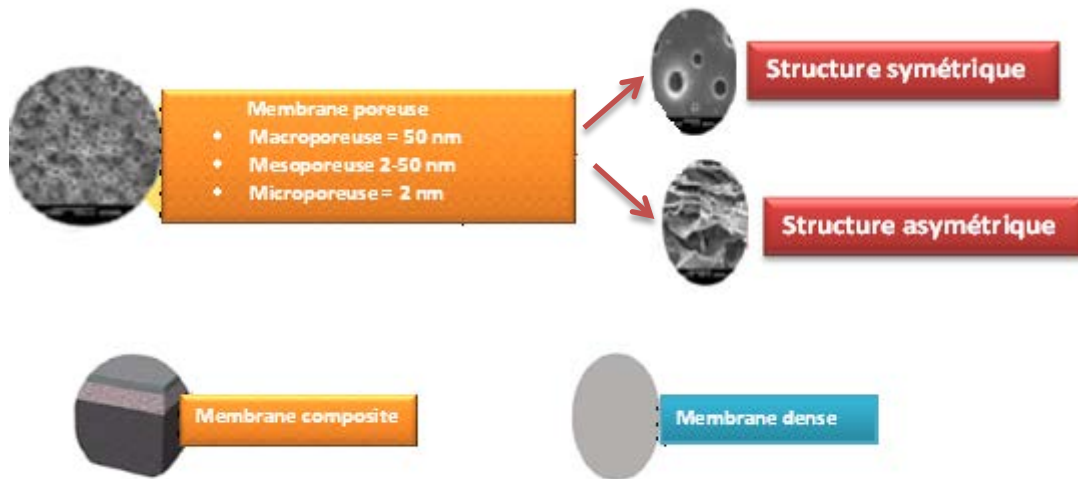 Membrane poreuse
• Macroporeuse = 50 nm
• Mesoporeuse 2-50 nm
• Microporeuse = 2 nm
Structure symétrique
Structure asymétrique
Membrane composite
Membrane dense